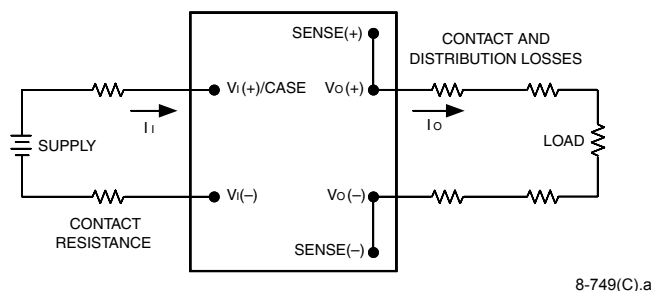 SENSE(+)
CONTACT AND
DISTRIBUTION LOSSES
VI(+)/CASE
VO(+)
II
IO
SUPPLY
LOAD
VI(–)
VO(–)
CONTACT
RESISTANCE
SENSE(–)
8-749(C).a